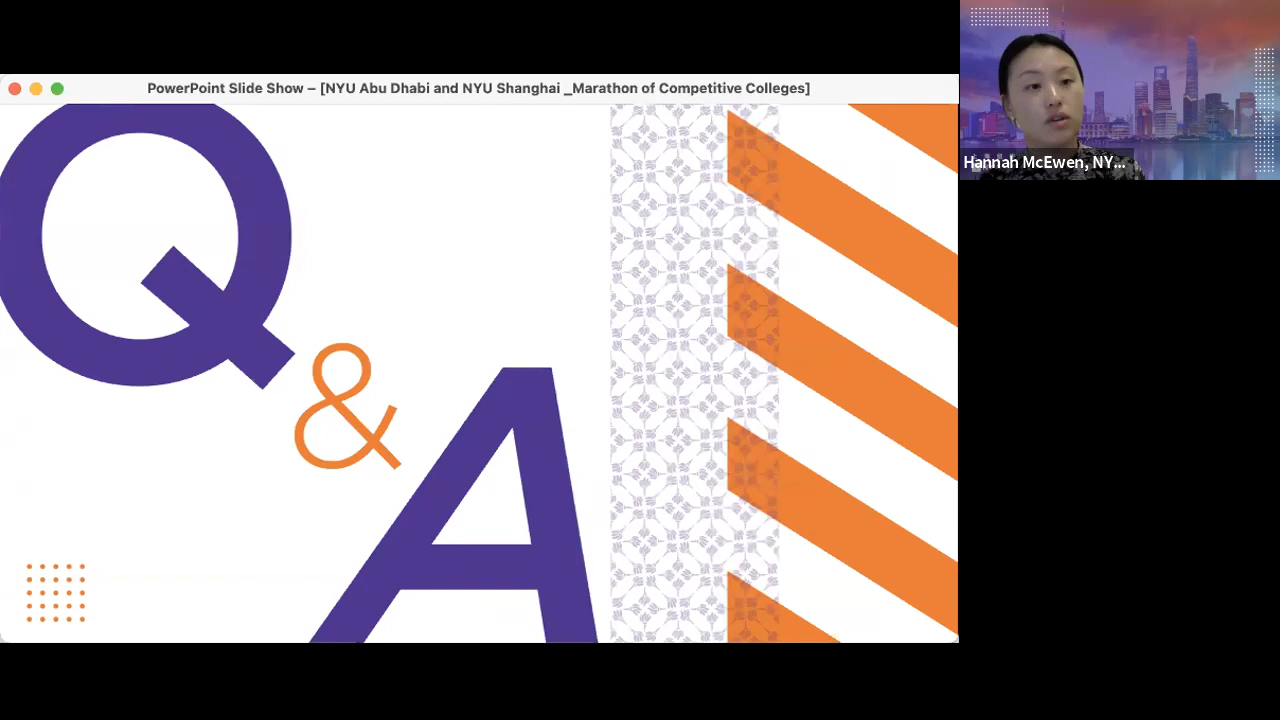 PowerPoint Slide Show – [NYU Abu Dhabi and NYU Shanghai _Marathon of Competitive Colleges]
Hannah McEwen, NY...
Q
&
A